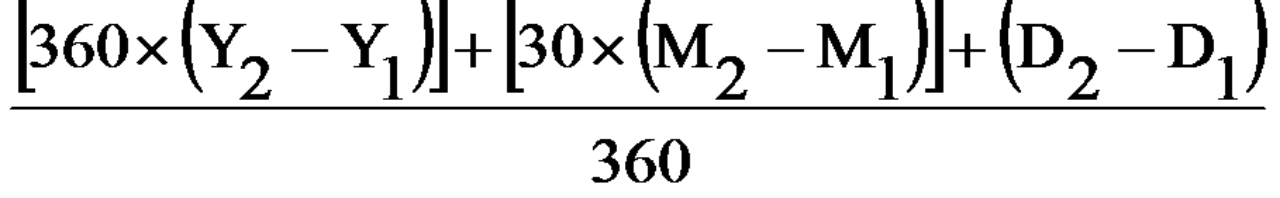 [360×(Y₂ − Y₁)]+[30×(M₂ − M₁)]+(D₂ − D₁)
360